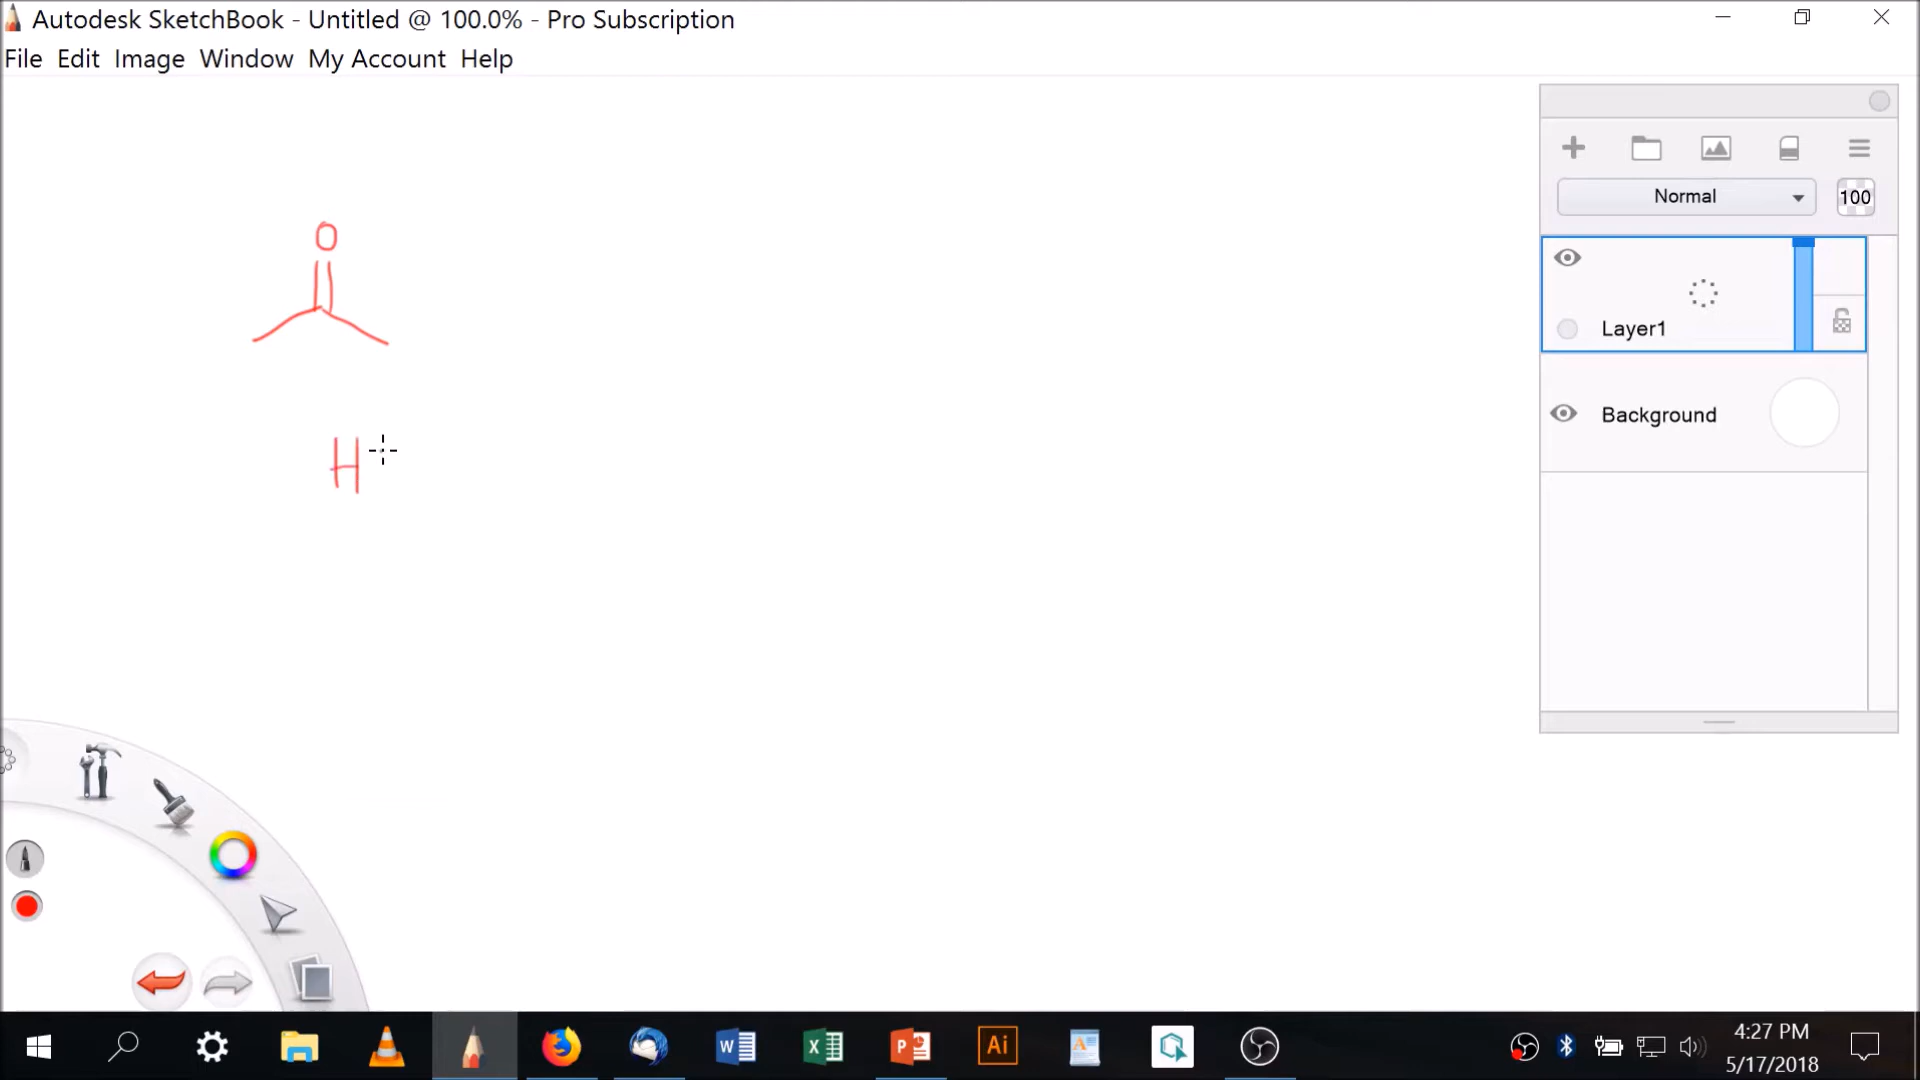 Autodesk SketchBook - Untitled @ 100.0% - Pro Subscription
File Edit Image Window My Account Help
Normal 100
O
Layer1
Background
H
Ai
4:27 PM
5/17/2018